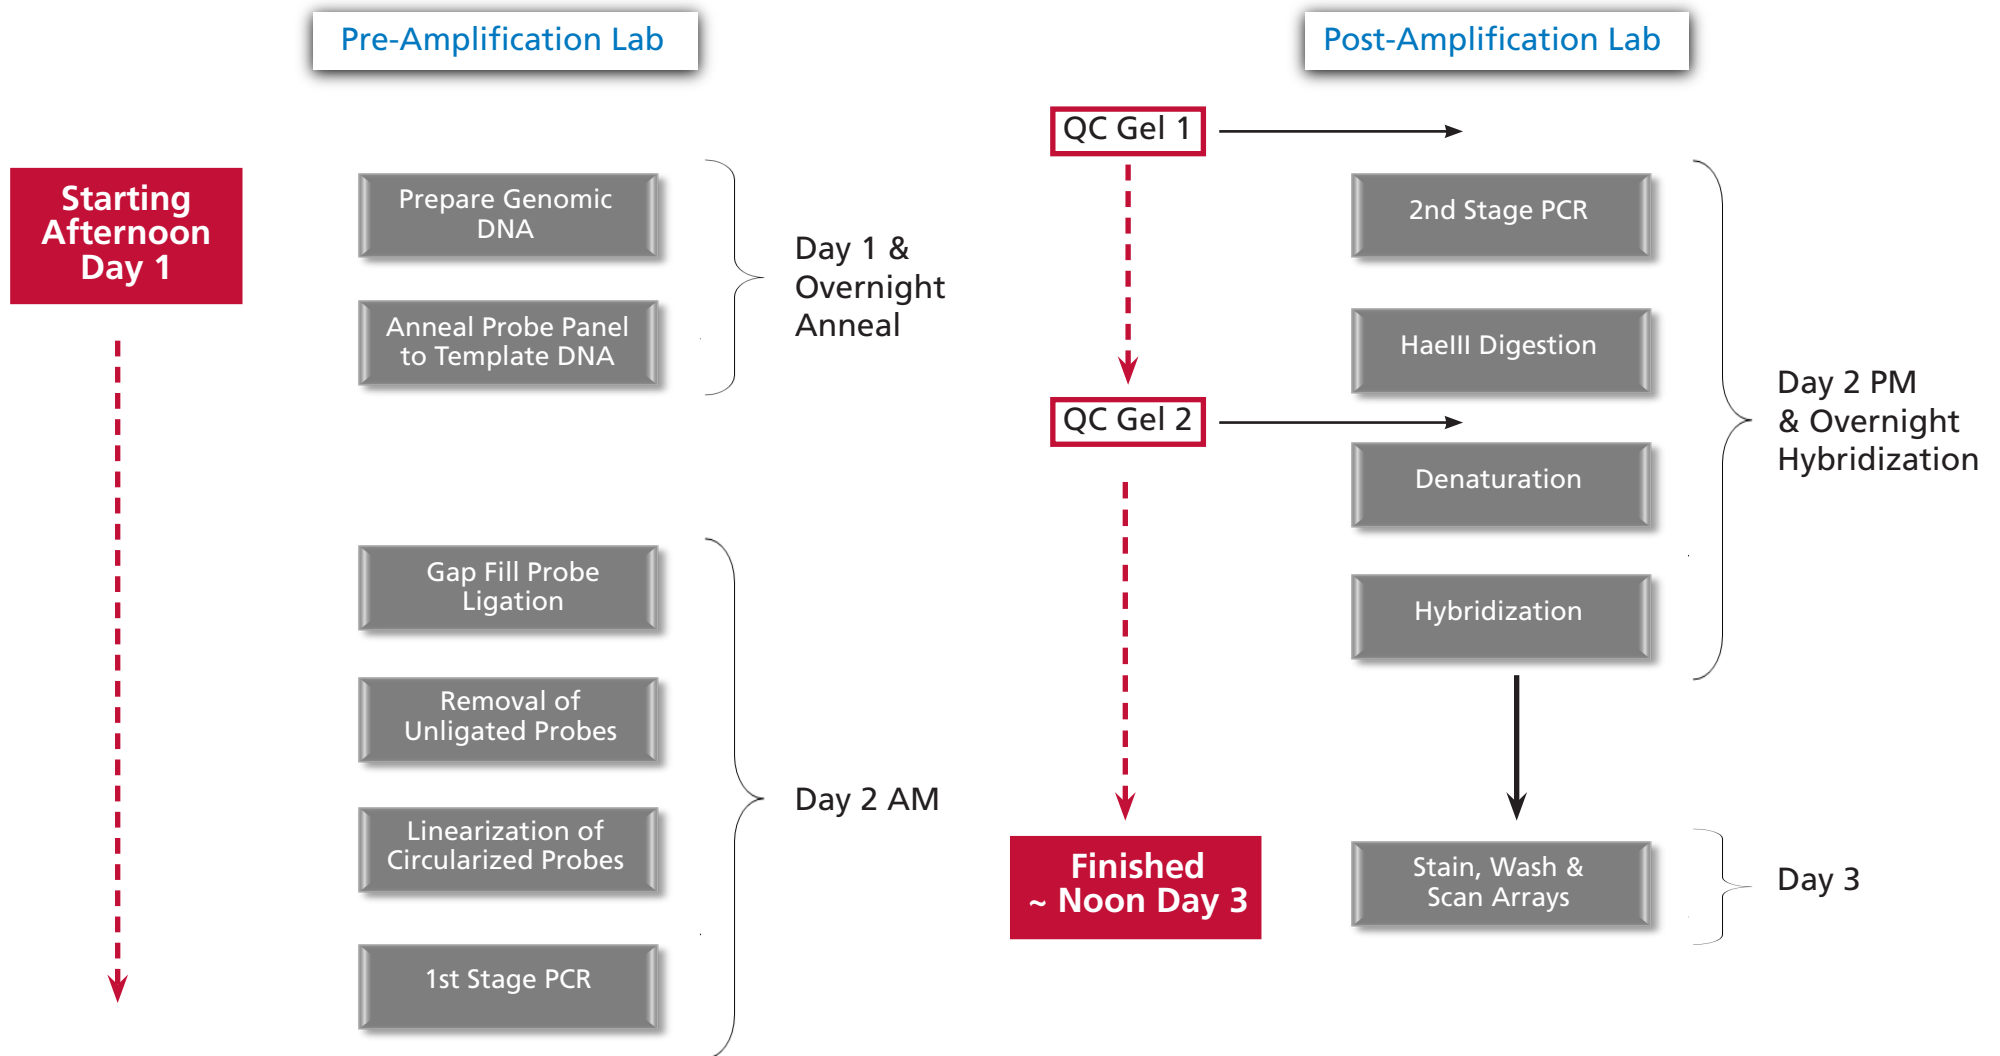 Pre-Amplification Lab
Starting
Afternoon
Day 1
Prepare Genomic
DNA
Anneal Probe Panel
to Template DNA
Day 1 &
Overnight
Anneal
Gap Fill Probe
Ligation
Removal of
Unligated Probes
Linearization of
Circularized Probes
1st Stage PCR
Day 2 AM
Post-Amplification Lab
QC Gel 1
2nd Stage PCR
HaeIII Digestion
QC Gel 2
Denaturation
Hybridization
Day 2 PM
& Overnight
Hybridization
Finished
~ Noon Day 3
Stain, Wash &
Scan Arrays
Day 3